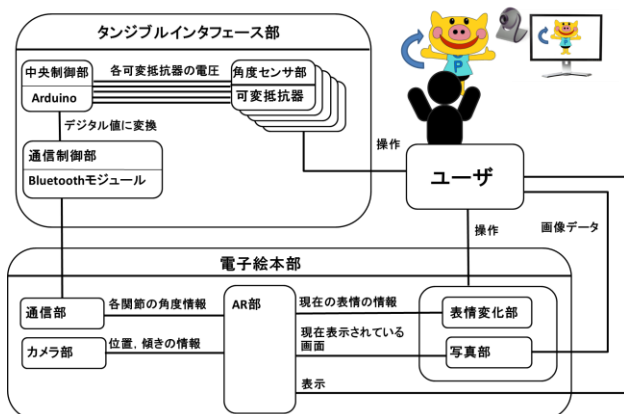 タンジブルインタフェース部
中央制御部
Arduino
各可変抵抗器の電圧
角度センサ部
可変抵抗器
デジタル値に変換
通信制御部
Bluetoothモジュール
操作
P
P
ユーザ
操作
画像データ
電子絵本部
通信部
各関節の角度情報
カメラ部
位置，傾きの情報
AR部
現在の表情の情報
表情変化部
現在表示されている
画面
写真部
表示